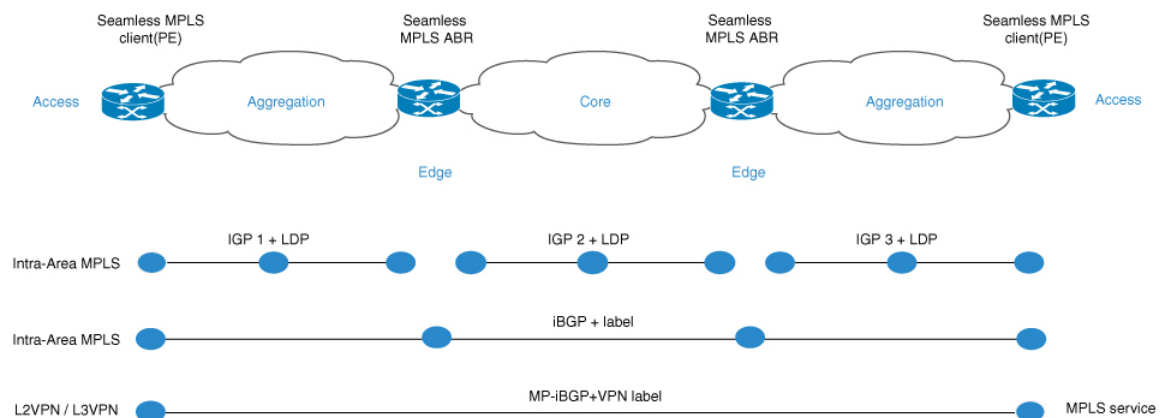 Seamless MPLS
client(PE)
Seamless
MPLS ABR
Seamless
MPLS ABR
Seamless MPLS
client(PE)
Access
Aggregation
Core
Aggregation
Access
Edge
Edge
IGP 1 + LDP
IGP 2 + LDP
IGP 3 + LDP
Intra-Area MPLS
iBGP + label
Intra-Area MPLS
MP-iBGP+VPN label
L2VPN / L3VPN
MPLS service